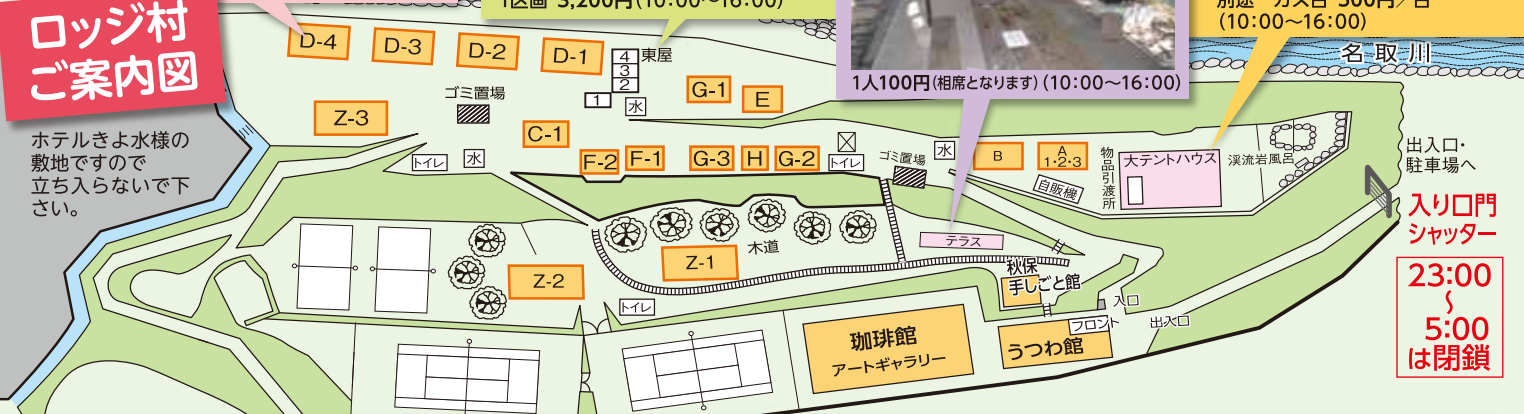 ロッジ村
ご案内図
1区画 3,200円(10:00〜16:00)
別途 ガス台 500円／台
(10:00〜16:00)
1人100円(相席となります)(10:00〜16:00)
名取川
D-4
D-3
D-2
D-1
4
3
2
1
東屋
水
ゴミ置場
Z-3
G-1
E
C-1
トイレ
水
F-2
F-1
G-3
H
G-2
トイレ
ゴミ置場
水
B
A
1・2・3
自販機
物品引渡所
大テントハウス
渓流岩風呂
出入口・
駐車場へ
入り口門
シャッター
23:00
〜
5:00
は閉鎖
ホテルきよ水様の
敷地ですので
立ち入らないで下
さい。
木道
Z-1
Z-2
トイレ
テラス
秋保
手しごと館
入口
フロント
出入口
うつわ館
珈琲館
アートギャラリー